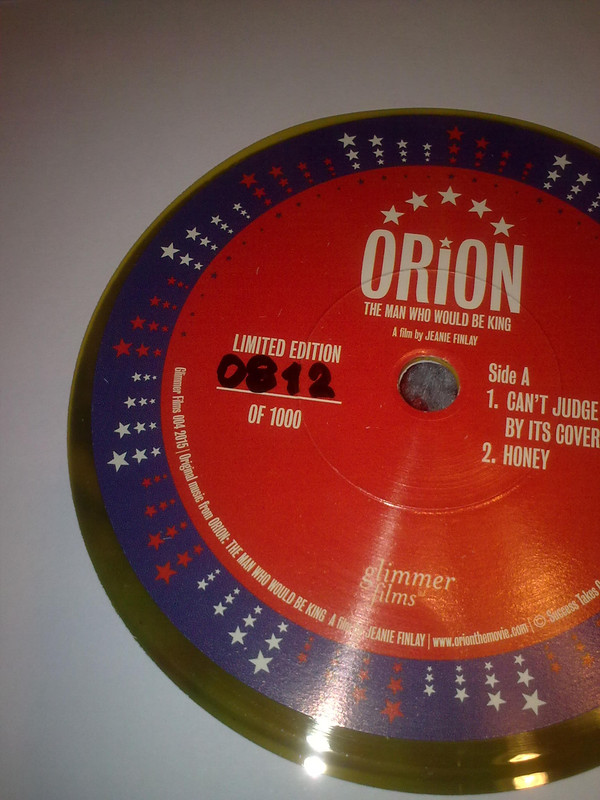 ORiON
THE MAN WHO WOULD BE KING
A film by JEANIE FINLAY
LIMITED EDITION
0812
OF 1000
Side A
1. CAN'T JUDGE
BY ITS COVER
2. HONEY
glimmer
films
Glimmer Films 004 2015 | Original music from ORION: THE MAN WHO WOULD BE KING A film by JEANIE FINLAY | www.orionthemovie.com | © Success Takes